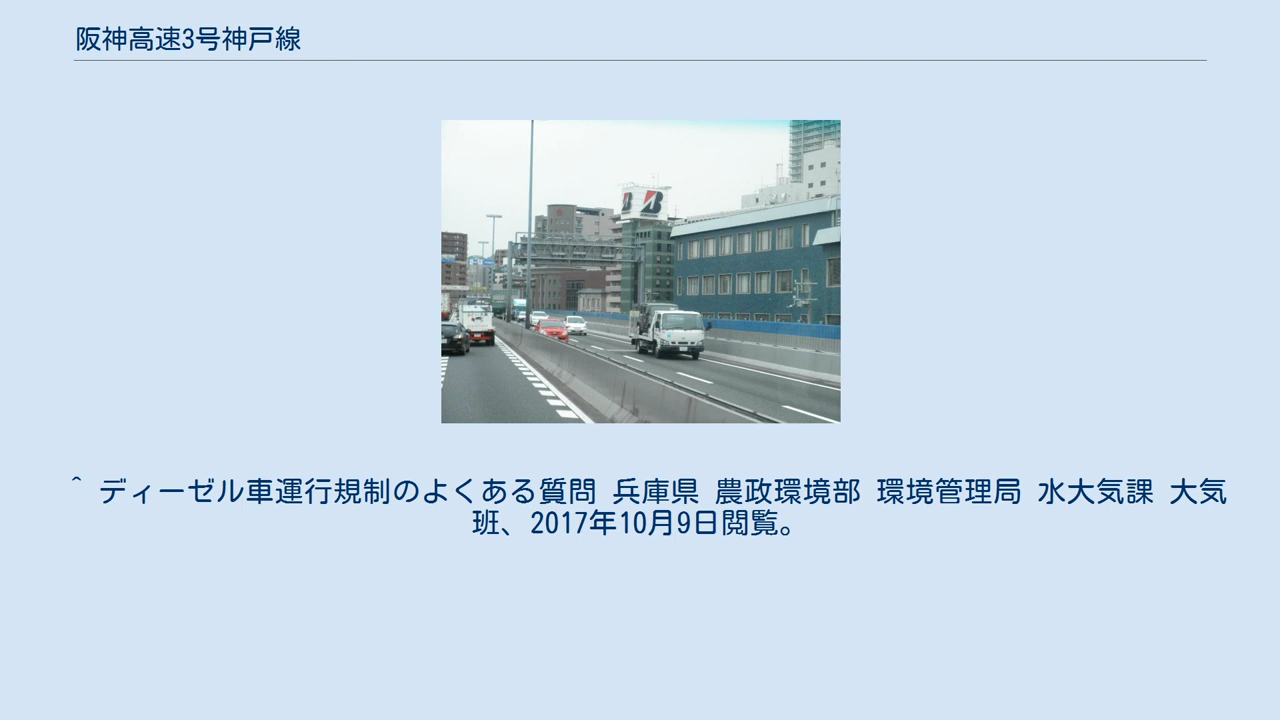 阪神高速3号神戸線
^ ディーゼル車運行規制のよくある質問 兵庫県 農政環境部 環境管理局 水大気課 大気
班、2017年10月9日閲覧。